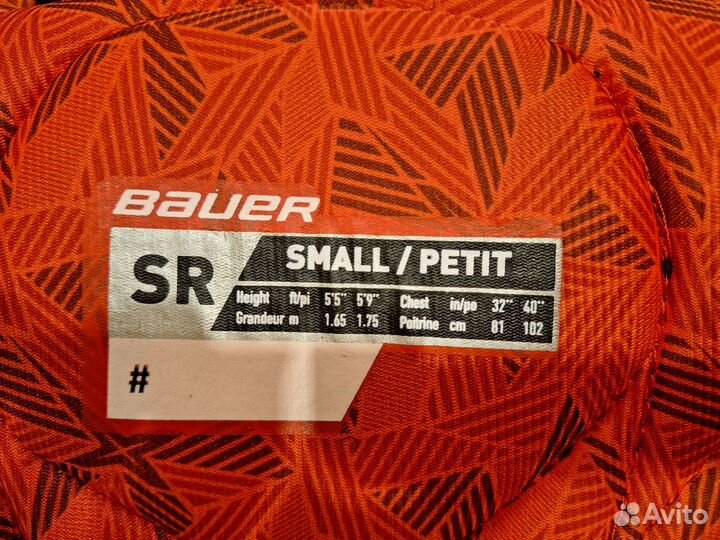 BAUER
SR
SMALL / PETIT
Height ft/pi 5'5'' 5'9'' Chest in/po 32'' 40''
Grandeur m 1.65 1.75 Poitrine cm 81 102
#
Avito